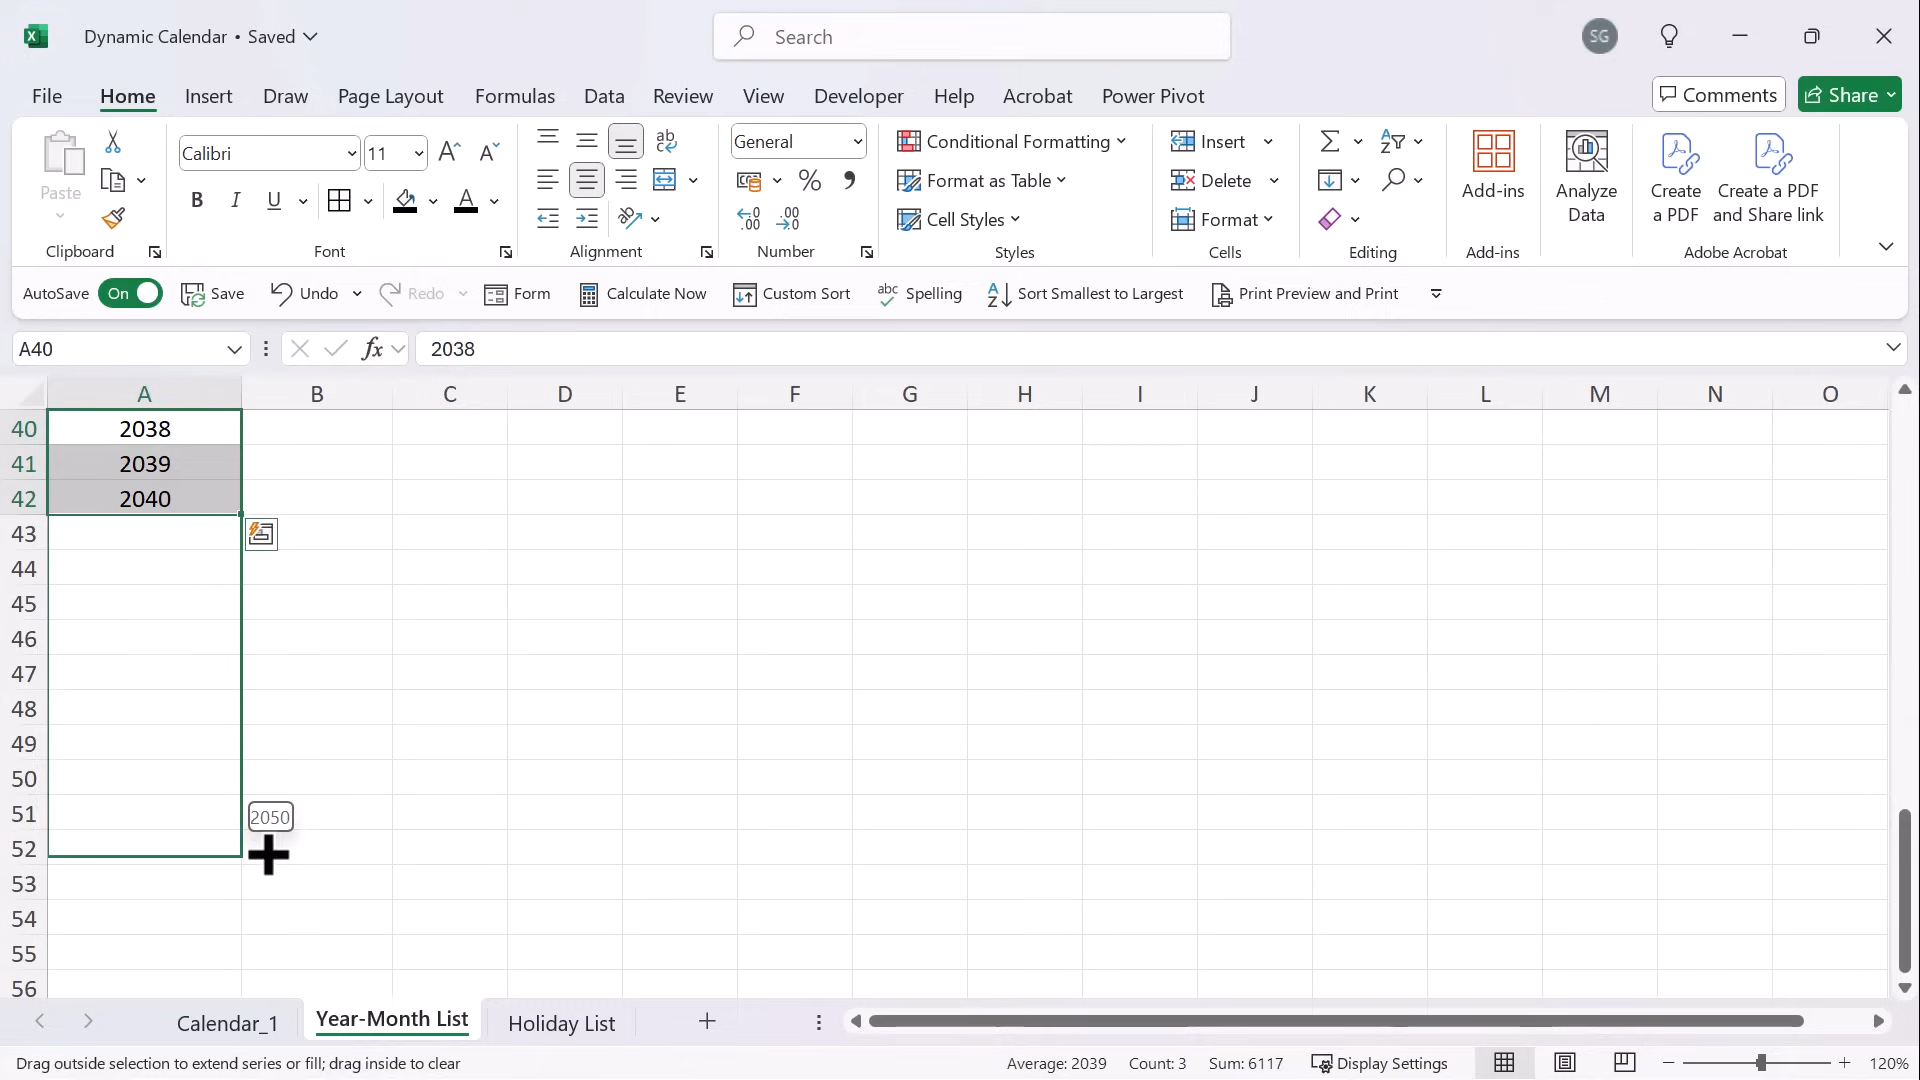 Dynamic Calendar • Saved
Search
SG
File Home Insert Draw Page Layout Formulas Data Review View Developer Help Acrobat Power Pivot
Comments Share
Paste
Clipboard
Calibri 11
B I U
Font
ab
Alignment
General
Number
Conditional Formatting
Format as Table
Cell Styles
Styles
Insert
Delete
Format
Cells
Editing
Add-ins
Add-ins
Analyze
Data
Create
a PDF
Create a PDF
and Share link
Adobe Acrobat
AutoSave On Save Undo Redo Form Calculate Now Custom Sort Spelling Sort Smallest to Largest Print Preview and Print
A40 fx 2038
A B C D E F G H I J K L M N O
40 2038
41 2039
42 2040
43
44
45
46
47
48
49
50
51 2050
52
53
54
55
56
Calendar_1 Year-Month List Holiday List
Drag outside selection to extend series or fill; drag inside to clear Average: 2039 Count: 3 Sum: 6117 Display Settings 120%